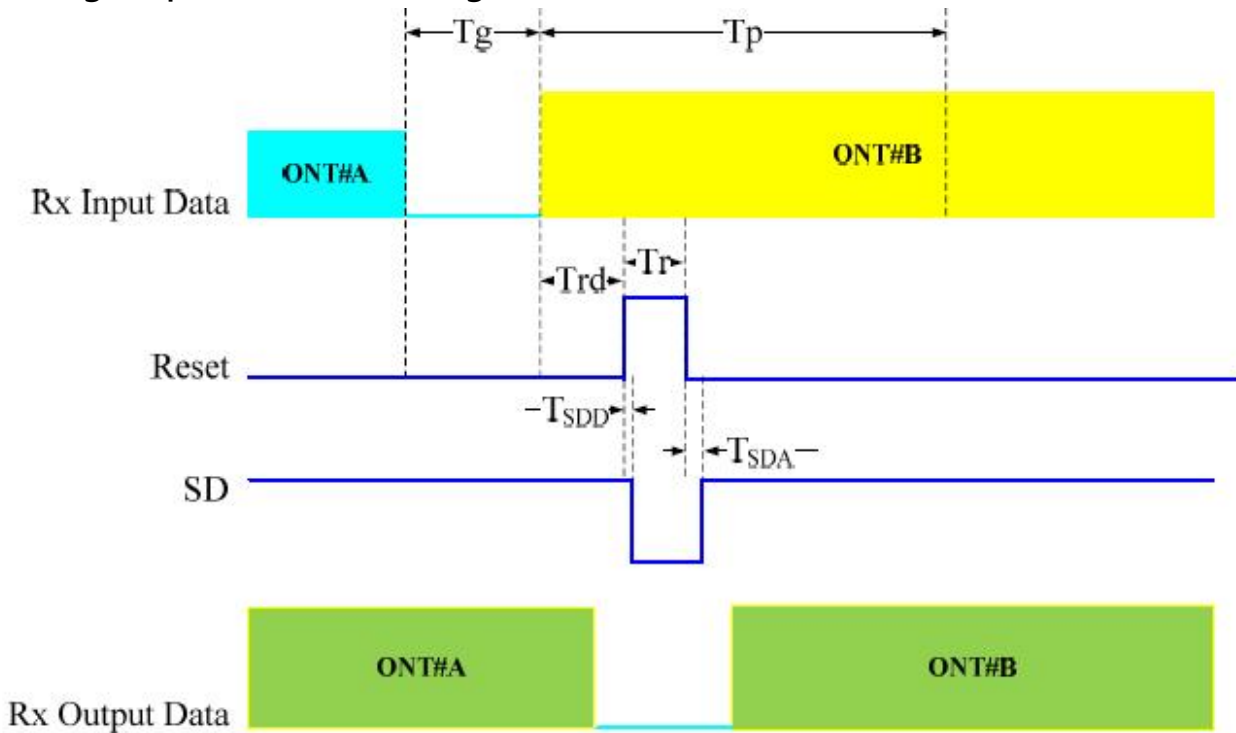 Tg
Tp
ONT#A
ONT#B
Rx Input Data
Trd
Tr
Reset
TSDD
TSDA
SD
ONT#A
ONT#B
Rx Output Data